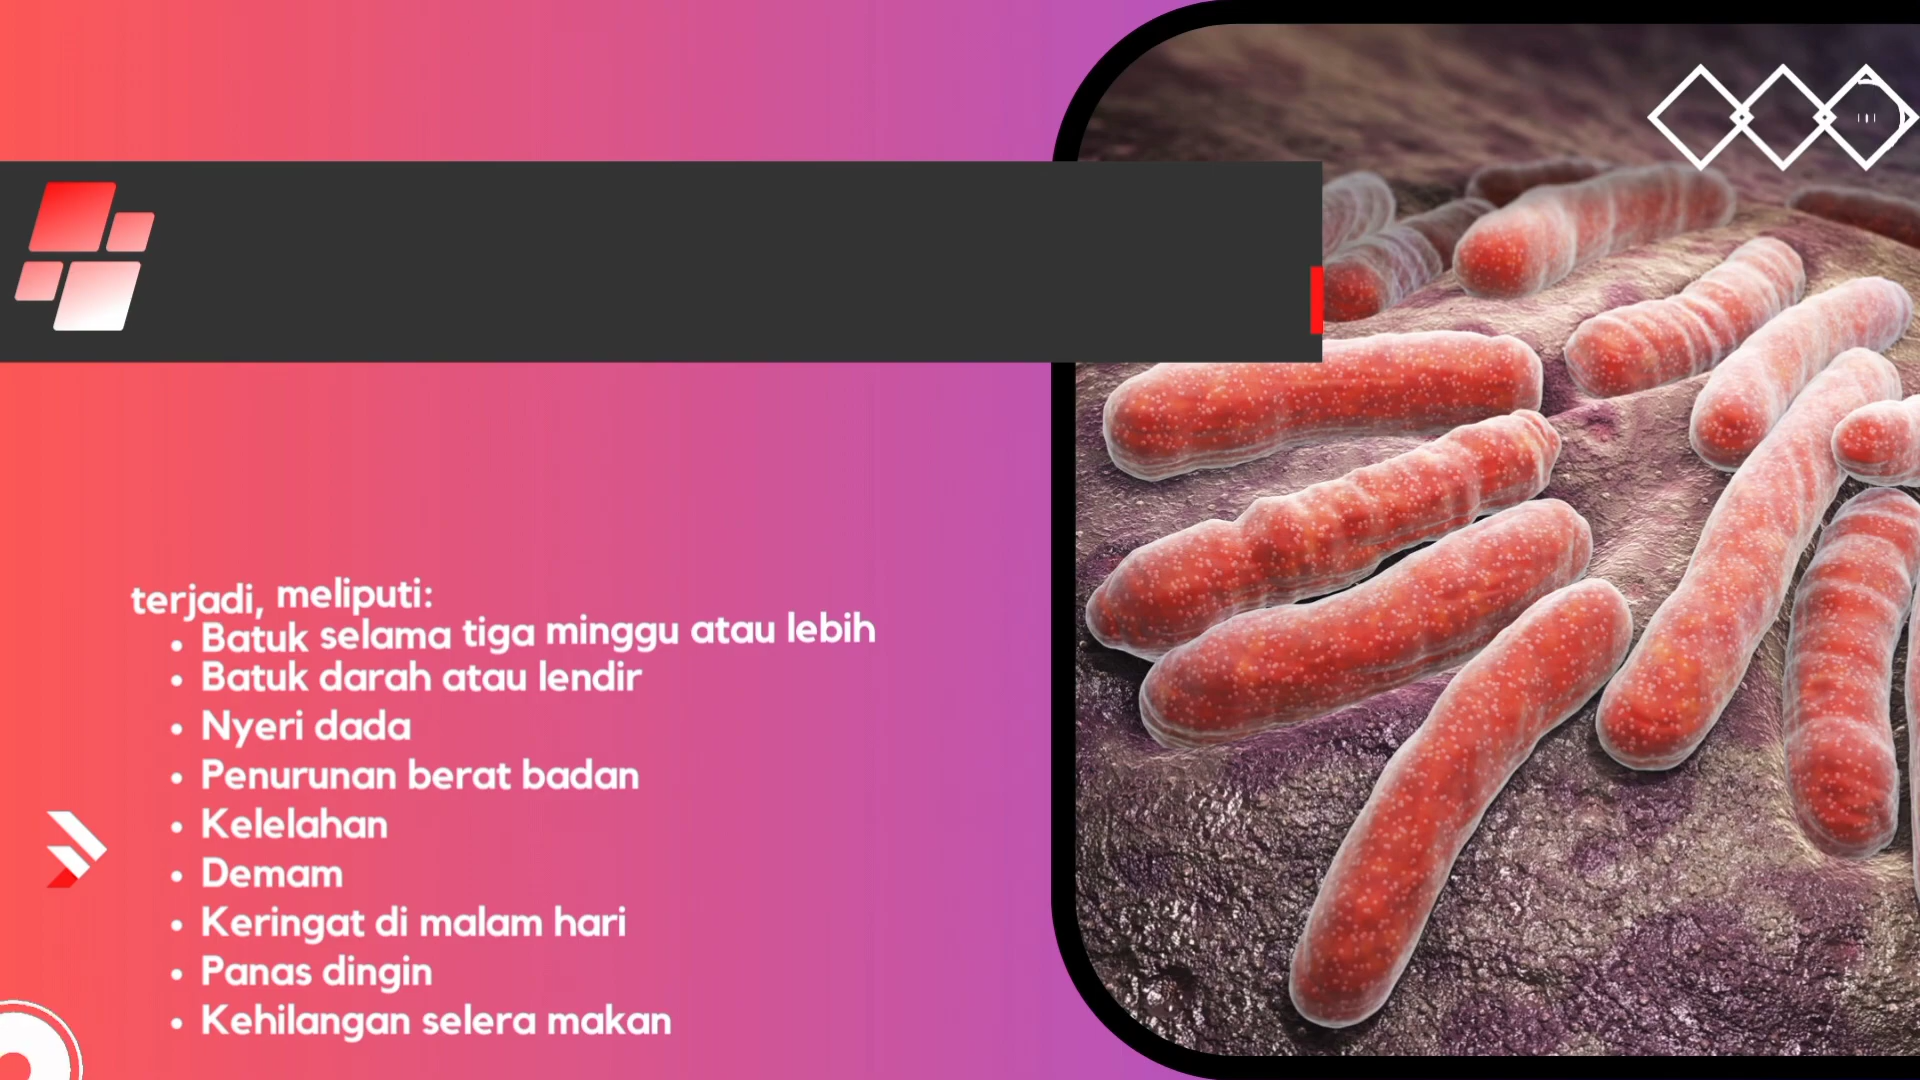 terjadi, meliputi:
• Batuk selama tiga minggu atau lebih
• Batuk darah atau lendir
• Nyeri dada
• Penurunan berat badan
• Kelelahan
• Demam
• Keringat di malam hari
• Panas dingin
• Kehilangan selera makan